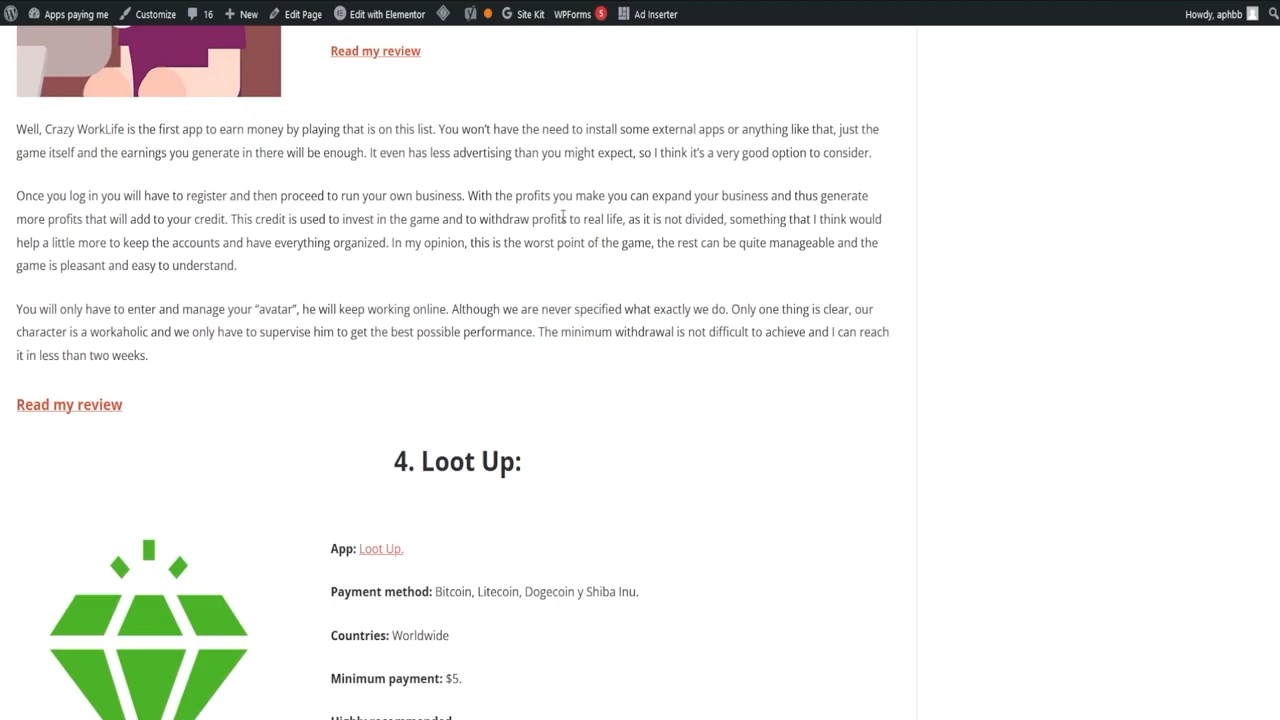 Apps paying me Customize 16 New Edit Page Edit with Elementor Site Kit WPForms 5 Ad Inserter Howdy, aphbb
Read my review
Well, Crazy WorkLife is the first app to earn money by playing that is on this list. You won't have the need to install some external apps or anything like that, just the
game itself and the earnings you generate in there will be enough. It even has less advertising than you might expect, so I think it's a very good option to consider.
Once you log in you will have to register and then proceed to run your own business. With the profits you make you can expand your business and thus generate
more profits that will add to your credit. This credit is used to invest in the game and to withdraw profits to real life, as it is not divided, something that I think would
help a little more to keep the accounts and have everything organized. In my opinion, this is the worst point of the game, the rest can be quite manageable and the
game is pleasant and easy to understand.
You will only have to enter and manage your “avatar”, he will keep working online. Although we are never specified what exactly we do. Only one thing is clear, our
character is a workaholic and we only have to supervise him to get the best possible performance. The minimum withdrawal is not difficult to achieve and I can reach
it in less than two weeks.
Read my review
4. Loot Up:
App: Loot Up.
Payment method: Bitcoin, Litecoin, Dogecoin y Shiba Inu.
Countries: Worldwide
Minimum payment: $5.
Highly recommended